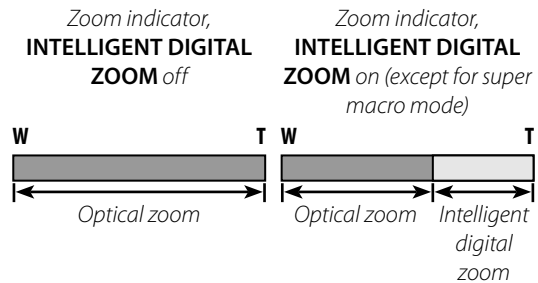 Zoom indicator,
INTELLIGENT DIGITAL
ZOOM off
W T
Optical zoom
Zoom indicator,
INTELLIGENT DIGITAL
ZOOM on (except for super
macro mode)
W T
Optical zoom
Intelligent
digital
zoom